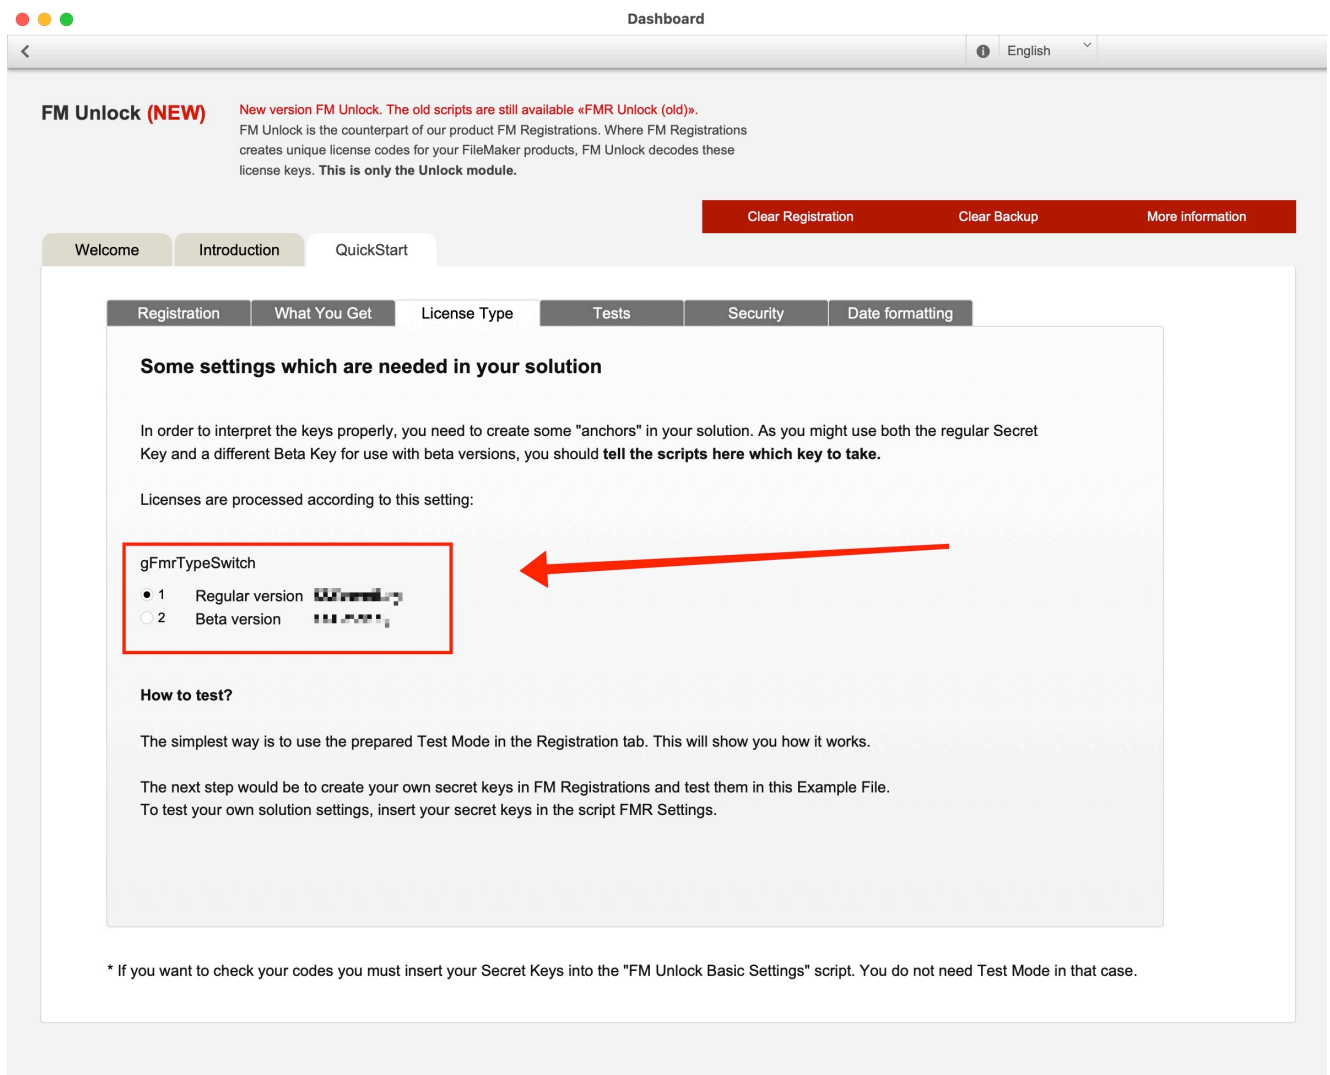 Dashboard
English
FM Unlock (NEW)
New version FM Unlock. The old scripts are still available «FMR Unlock (old)».
FM Unlock is the counterpart of our product FM Registrations. Where FM Registrations
creates unique license codes for your FileMaker products, FM Unlock decodes these
license keys. This is only the Unlock module.
Clear Registration Clear Backup More information
Welcome Introduction QuickStart
Registration What You Get License Type Tests Security Date formatting
Some settings which are needed in your solution
In order to interpret the keys properly, you need to create some "anchors" in your solution. As you might use both the regular Secret
Key and a different Beta Key for use with beta versions, you should tell the scripts here which key to take.
Licenses are processed according to this setting:
gFmrTypeSwitch
1 Regular version
2 Beta version
How to test?
The simplest way is to use the prepared Test Mode in the Registration tab. This will show you how it works.
The next step would be to create your own secret keys in FM Registrations and test them in this Example File.
To test your own solution settings, insert your secret keys in the script FMR Settings.
* If you want to check your codes you must insert your Secret Keys into the "FM Unlock Basic Settings" script. You do not need Test Mode in that case.